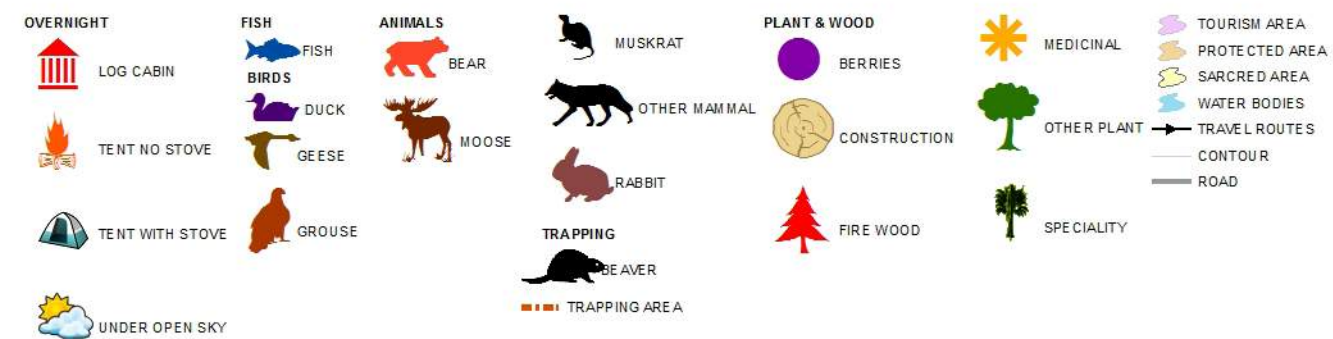 OVERNIGHT
LOG CABIN
TENT NO STOVE
TENT WITH STOVE
UNDER OPEN SKY
FISH
FISH
BIRDS
DUCK
GEESE
GROUSE
ANIMALS
BEAR
MOOSE
MUSKRAT
OTHER MAMMAL
RABBIT
TRAPPING
BEAVER
TRAPPING AREA
PLANT & WOOD
BERRIES
CONSTRUCTION
FIRE WOOD
MEDICINAL
OTHER PLANT
SPECIALITY
TOURISM AREA
PROTECTED AREA
SARCRED AREA
WATER BODIES
TRAVEL ROUTES
CONTOUR
ROAD